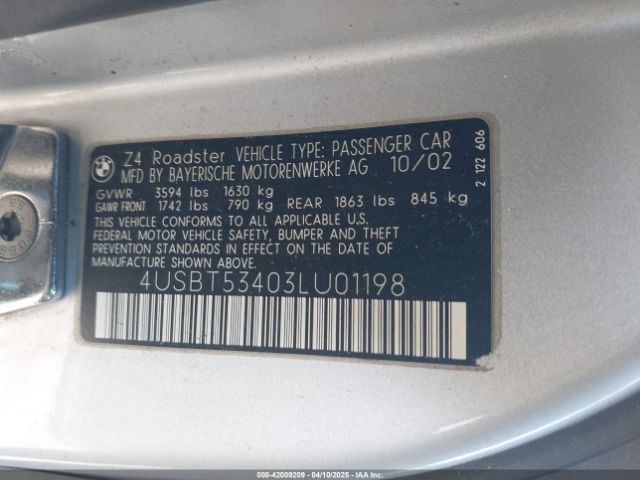 BMW
Z4 Roadster VEHICLE TYPE: PASSENGER CAR
MFD BY BAYERISCHE MOTORENWERKE AG 10/02
GVWR 3594 lbs 1630 kg
GAWR FRONT 1742 lbs 790 kg REAR 1863 lbs 845 kg
THIS VEHICLE CONFORMS TO ALL APPLICABLE U.S.
FEDERAL MOTOR VEHICLE SAFETY, BUMPER AND THEFT
PREVENTION STANDARDS IN EFFECT ON THE DATE OF
MANUFACTURE SHOWN ABOVE.
4USBT53403LU01198
2 122 606
000-42009209 - 04/10/2025 - IAAI.COM